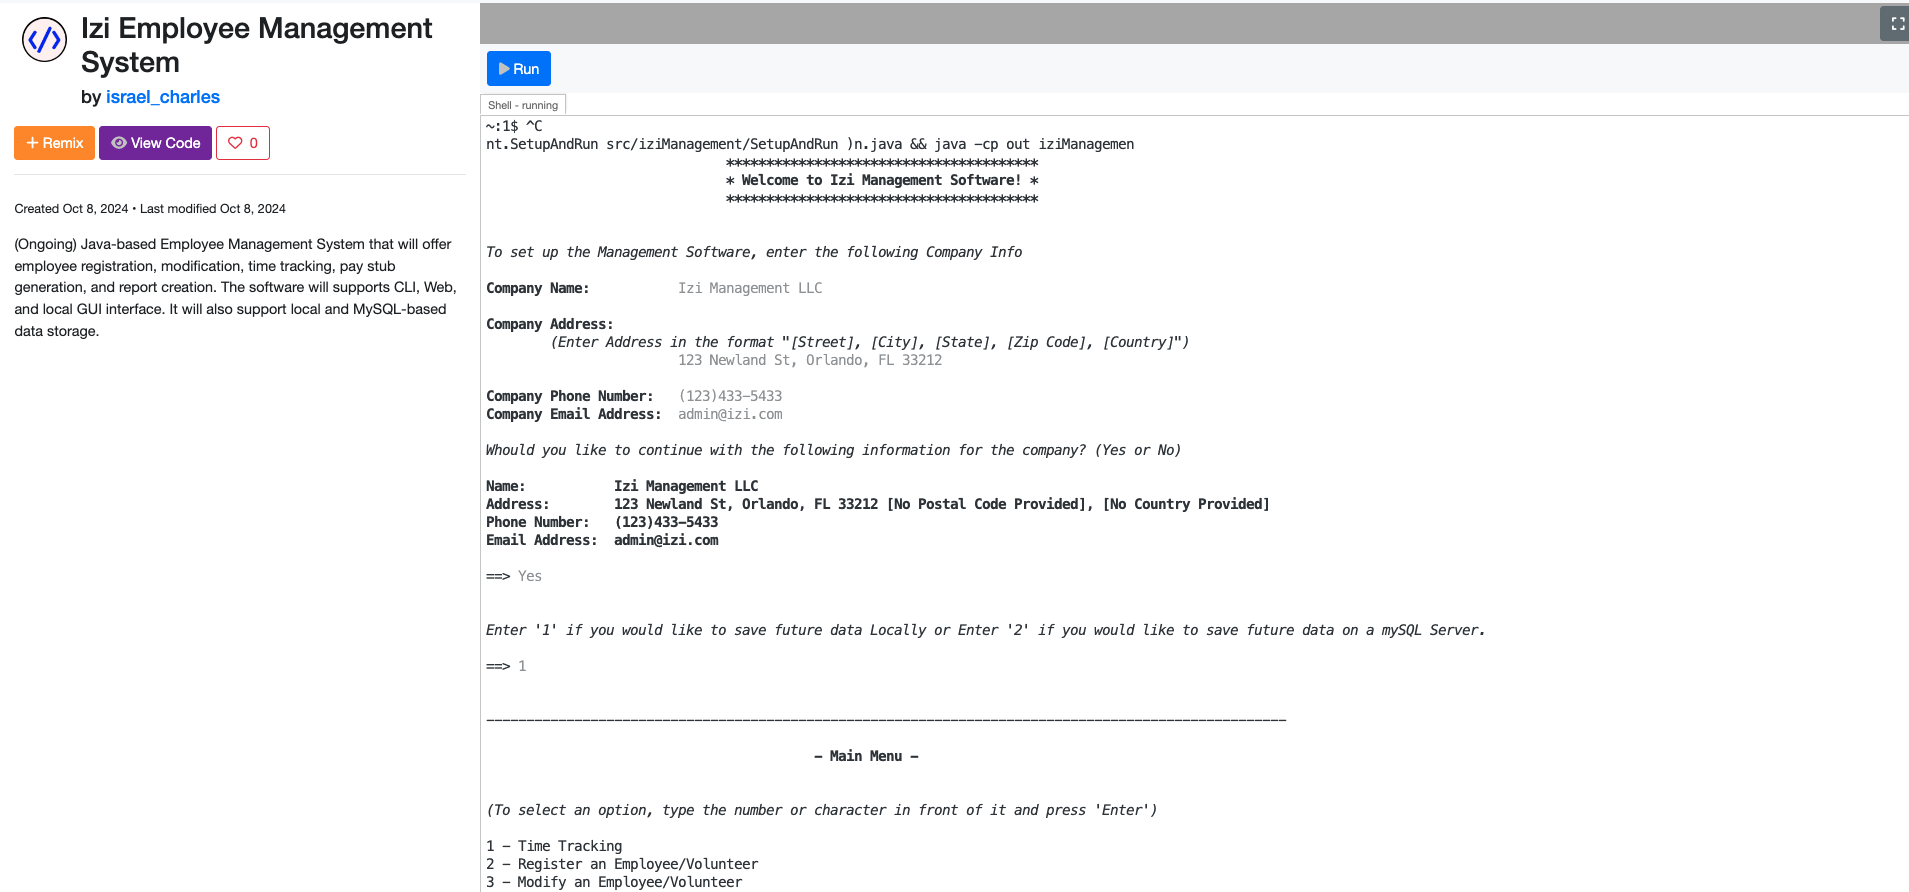 Izi Employee Management
System
by israel_charles
+ Remix
View Code
0
Created Oct 8, 2024 • Last modified Oct 8, 2024
(Ongoing) Java-based Employee Management System that will offer
employee registration, modification, time tracking, pay stub
generation, and report creation. The software will supports CLI, Web,
and local GUI interface. It will also support local and MySQL-based
data storage.
Run
Shell - running
~:1$ ^C
nt.SetupAndRun src/iziManagement/SetupAndRun )n.java && java -cp out iziManagemen
***************************************
* Welcome to Izi Management Software! *
***************************************
To set up the Management Software, enter the following Company Info
Company Name: Izi Management LLC
Company Address:
(Enter Address in the format "[Street], [City], [State], [Zip Code], [Country]")
123 Newland St, Orlando, FL 33212
Company Phone Number: (123)433-5433
Company Email Address: admin@izi.com
Whould you like to continue with the following information for the company? (Yes or No)
Name: Izi Management LLC
Address: 123 Newland St, Orlando, FL 33212 [No Postal Code Provided], [No Country Provided]
Phone Number: (123)433-5433
Email Address: admin@izi.com
==> Yes
Enter '1' if you would like to save future data Locally or Enter '2' if you would like to save future data on a mySQL Server.
==> 1
____________________________________________________________________________________________________
- Main Menu -
(To select an option, type the number or character in front of it and press 'Enter')
1 - Time Tracking
2 - Register an Employee/Volunteer
3 - Modify an Employee/Volunteer